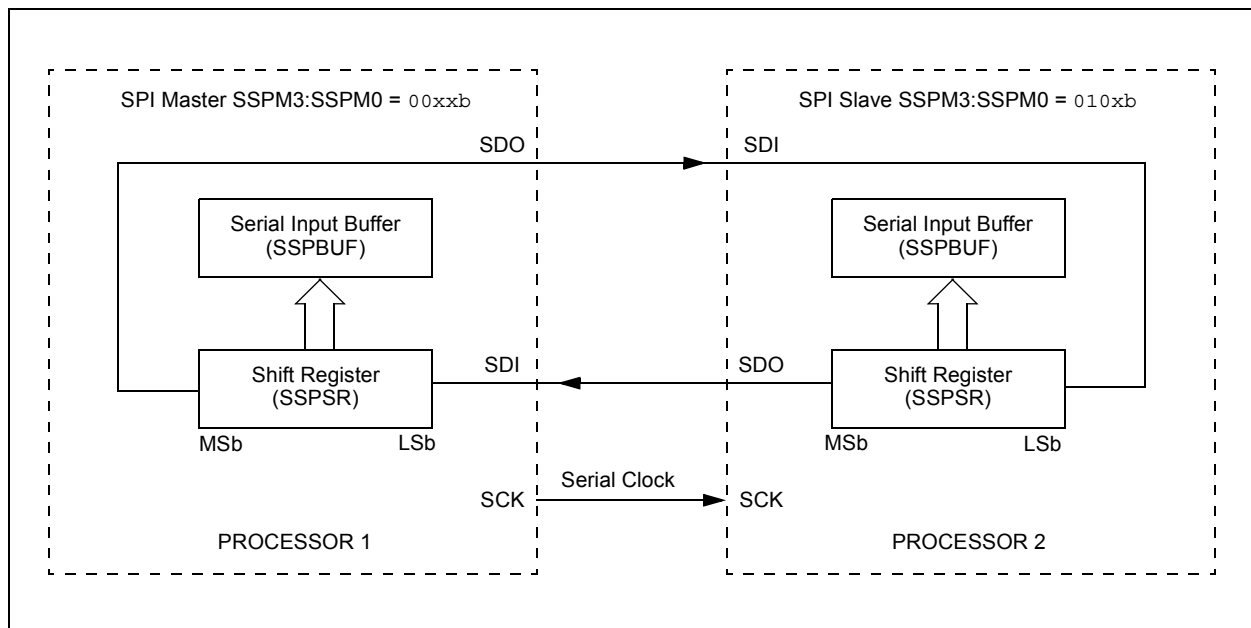 SPI Master SSPM3:SSPM0 = 00xxb
SDO
Serial Input Buffer
(SSPBUF)
Shift Register
(SSPSR)
MSb
LSb
SDI
SCK
PROCESSOR 1
Serial Clock
SPI Slave SSPM3:SSPM0 = 010xb
SDI
Serial Input Buffer
(SSPBUF)
SDO
Shift Register
(SSPSR)
MSb
LSb
SCK
PROCESSOR 2